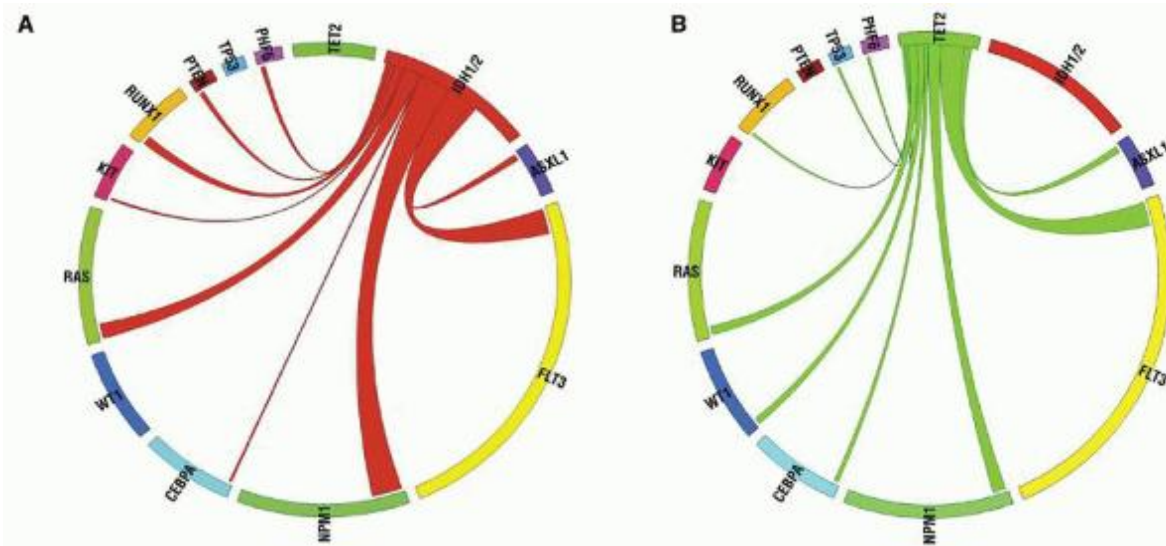 A
PHF6
TP53
PTEN
RUNX1
KIT
RAS
WT1
CEBPA
NPM1
FLT3
ASXL1
IDH1/2
TET2
B
TET2
PHF6
TP53
PTEN
RUNX1
KIT
RAS
WT1
CEBPA
NPM1
FLT3
ASXL1
IDH1/2